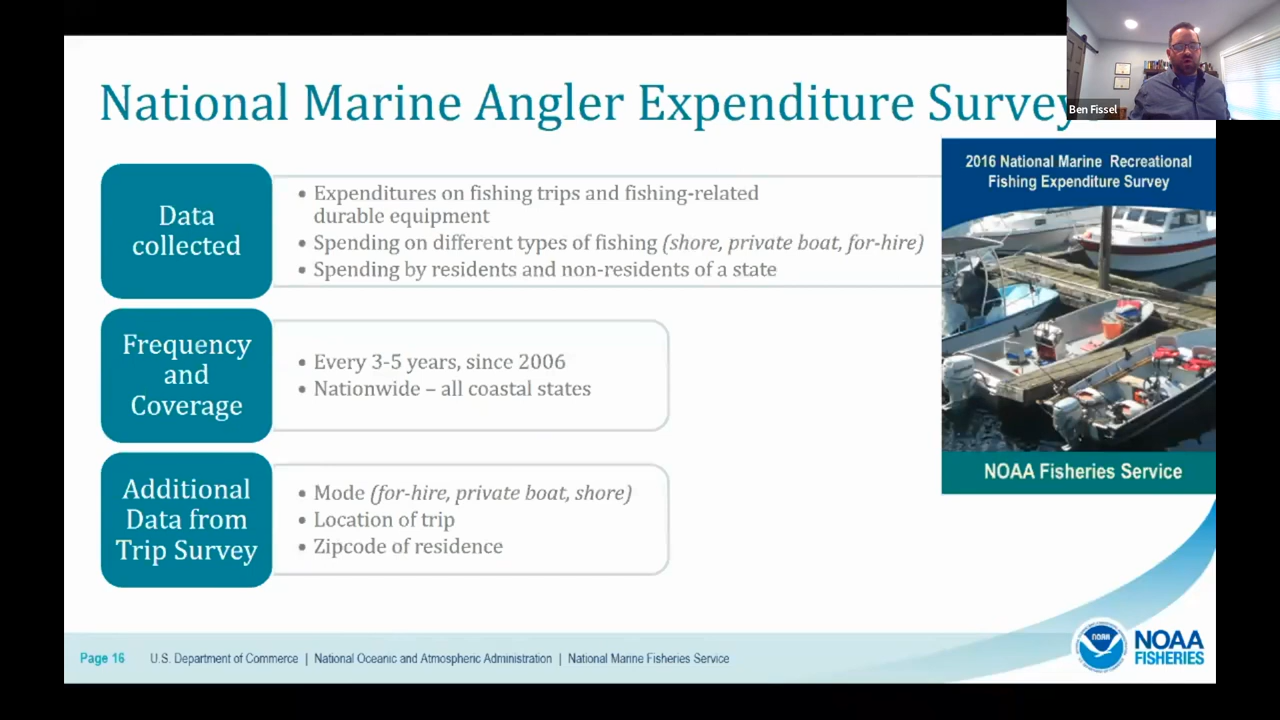 National Marine Angler Expenditure Survey
Ben Fissel
Data
collected
• Expenditures on fishing trips and fishing-related
durable equipment
• Spending on different types of fishing (shore, private boat, for-hire)
• Spending by residents and non-residents of a state
2016 National Marine Recreational
Fishing Expenditure Survey
NOAA Fisheries Service
Frequency
and
Coverage
• Every 3-5 years, since 2006
• Nationwide – all coastal states
Additional
Data from
Trip Survey
• Mode (for-hire, private boat, shore)
• Location of trip
• Zipcode of residence
Page 16 U.S. Department of Commerce | National Oceanic and Atmospheric Administration | National Marine Fisheries Service
NOAA
NOAA
FISHERIES